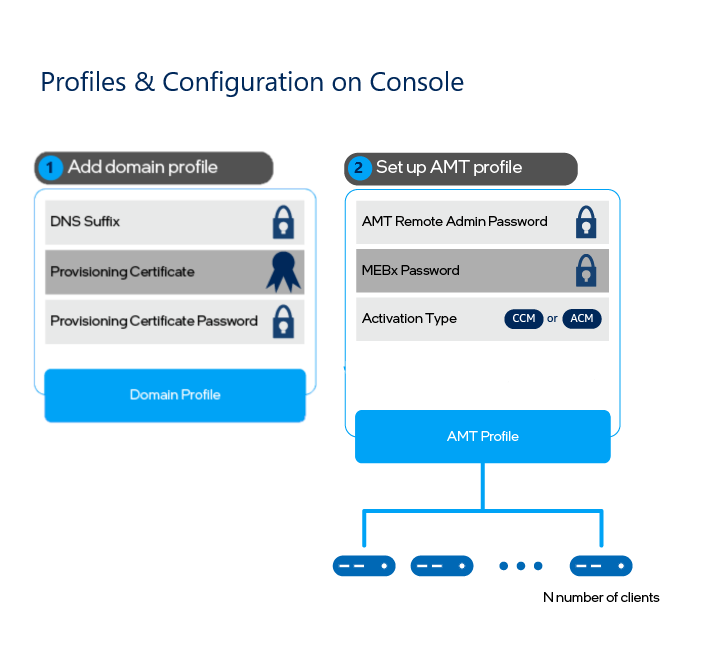 Profiles & Configuration on Console
1 Add domain profile
DNS Suffix
Provisioning Certificate
Provisioning Certificate Password
Domain Profile
2 Set up AMT profile
AMT Remote Admin Password
MEBx Password
Activation Type CCM or ACM
AMT Profile
N number of clients